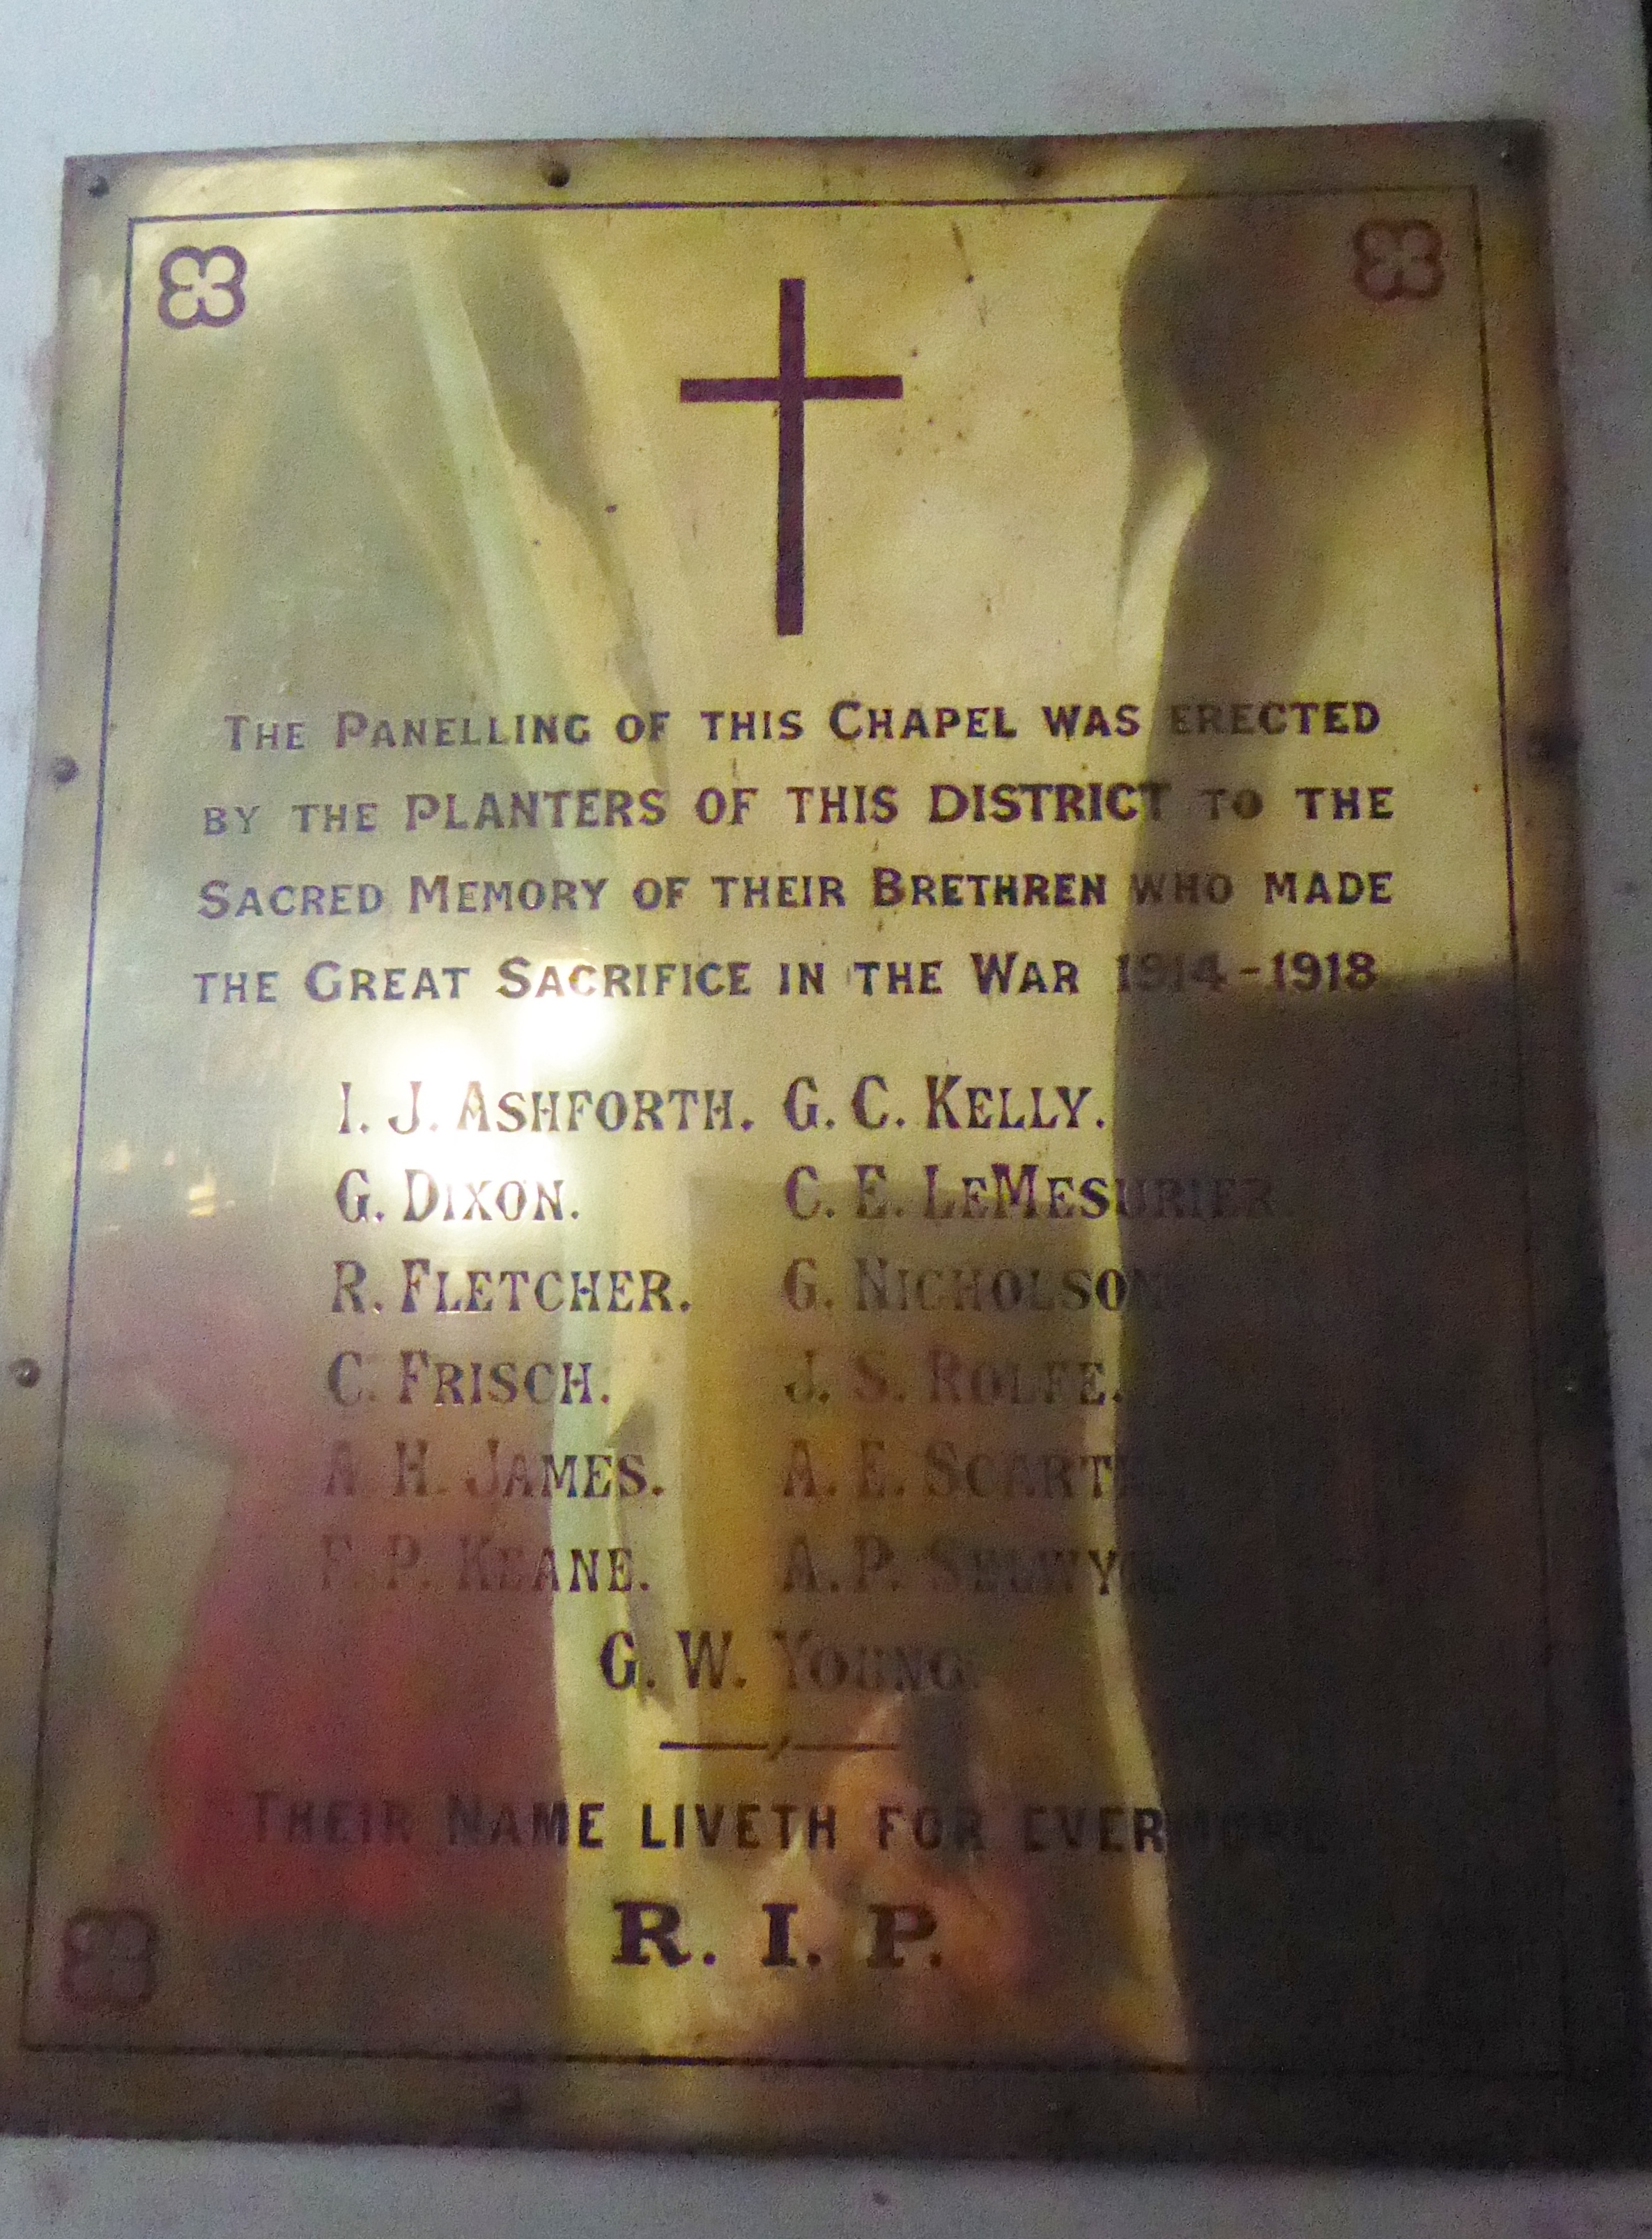 THE PANELLING OF THIS CHAPEL WAS ERECTED
BY THE PLANTERS OF THIS DISTRICT TO THE
SACRED MEMORY OF THEIR BRETHREN WHO MADE
THE GREAT SACRIFICE IN THE WAR 1914-1918
I. J. ASHFORTH. G. C. KELLY.
G. DIXON. C. E. LEMESURIER
R. FLETCHER. G. NICHOLSON.
C. FRISCH. J. S. ROLFE.
A. H. JAMES. A. E.
F. P. KEANE. A. P. SELWYN.
G. W. YOUNG.
THEIR NAME LIVETH FOR EVERMORE
R. I. P.